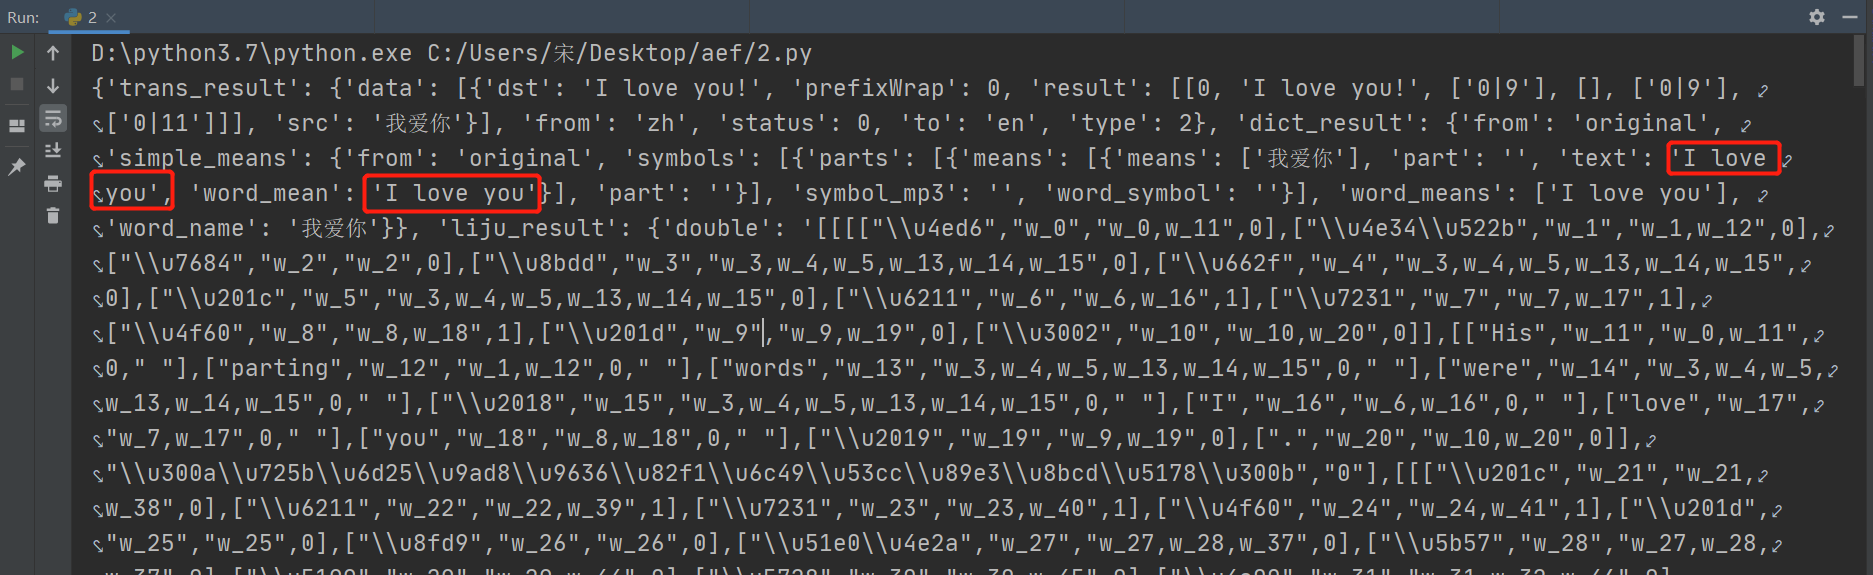 Run: 2
D:\python3.7\python.exe C:/Users/宋/Desktop/aef/2.py
{'trans_result': {'data': [{'dst': 'I love you!', 'prefixWrap': 0, 'result': [[0, 'I love you!', ['0|9'], [], ['0|9'],
['0|11']]], 'src': '我爱你'}], 'from': 'zh', 'status': 0, 'to': 'en', 'type': 2}, 'dict_result': {'from': 'original',
'simple_means': {'from': 'original', 'symbols': [{'parts': [{'means': [{'means': ['我爱你'], 'part': '', 'text': 'I love
you', 'word_mean': 'I love you'}], 'part': ''}], 'symbol_mp3': '', 'word_symbol': ''}], 'word_means': ['I love you'],
'word_name': '我爱你'}}, 'liju_result': {'double': '[[[["\\u4ed6","w_0","w_0,w_11",0],["\\u4e34\\u522b","w_1","w_1,w_12",0],
["\\u7684","w_2","w_2",0],["\\u8bdd","w_3","w_3,w_4,w_5,w_13,w_14,w_15",0],["\\u662f","w_4","w_3,w_4,w_5,w_13,w_14,w_15",
0],["\\u201c","w_5","w_3,w_4,w_5,w_13,w_14,w_15",0],["\\u6211","w_6","w_6,w_16",1],["\\u7231","w_7","w_7,w_17",1],
["\\u4f60","w_8","w_8,w_18",1],["\\u201d","w_9","w_9,w_19",0],["\\u3002","w_10","w_10,w_20",0]],[["His","w_11","w_0,w_11",
0," "],["parting","w_12","w_1,w_12",0," "],["words","w_13","w_3,w_4,w_5,w_13,w_14,w_15",0," "],["were","w_14","w_3,w_4,w_5,
w_13,w_14,w_15",0," "],["\\u2018","w_15","w_3,w_4,w_5,w_13,w_14,w_15",0," "],["I","w_16","w_6,w_16",0," "],["love","w_17",
"w_7,w_17",0," "],["you","w_18","w_8,w_18",0," "],["\\u2019","w_19","w_9,w_19",0],[".","w_20","w_10,w_20",0]],
"\\u300a\\u725b\\u6d25\\u9ad8\\u9636\\u82f1\\u6c49\\u53cc\\u89e3\\u8bcd\\u5178\\u300b","0"],[[["\\u201c","w_21","w_21,
w_38",0],["\\u6211","w_22","w_22,w_39",1],["\\u7231","w_23","w_23,w_40",1],["\\u4f60","w_24","w_24,w_41",1],["\\u201d",
"w_25","w_25",0],["\\u8fd9","w_26","w_26",0],["\\u51e0\\u4e2a","w_27","w_27,w_28,w_37",0],["\\u5b57","w_28","w_27,w_28,